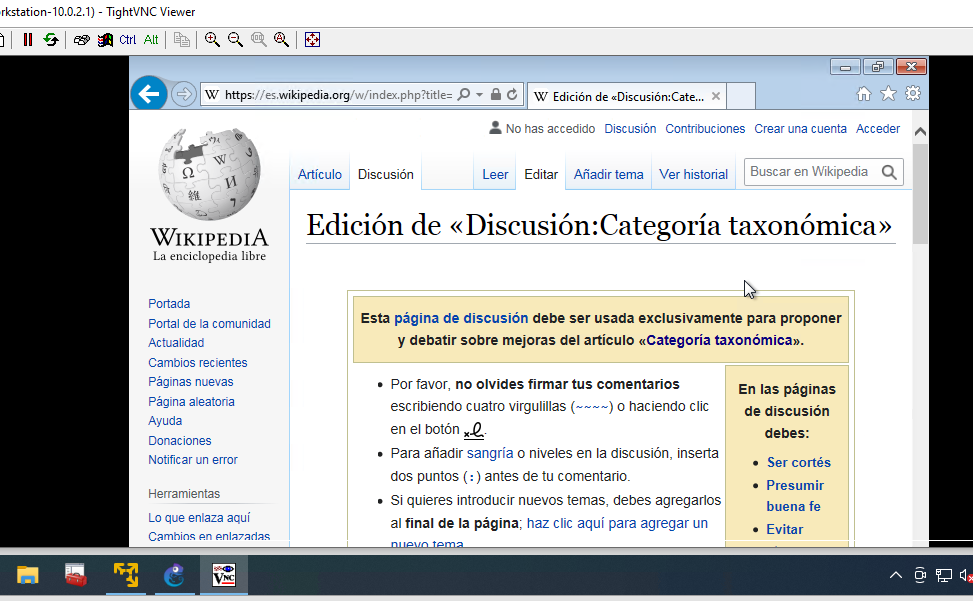 rkstation-10.0.2.1) - TightVNC Viewer
Ctrl Alt
W https://es.wikipedia.org/w/index.php?title=
W Edición de «Discusión:Cate...
No has accedido Discusión Contribuciones Crear una cuenta Acceder
Artículo Discusión Leer Editar Añadir tema Ver historial Buscar en Wikipedia
WIKIPEDIA
La enciclopedia libre
Edición de «Discusión:Categoría taxonómica»
Portada
Portal de la comunidad
Actualidad
Cambios recientes
Páginas nuevas
Página aleatoria
Ayuda
Donaciones
Notificar un error
Herramientas
Lo que enlaza aquí
Cambios en enlazadas
Esta página de discusión debe ser usada exclusivamente para proponer
y debatir sobre mejoras del artículo «Categoría taxonómica».
Por favor, no olvides firmar tus comentarios
escribiendo cuatro virgulillas (~~~~) o haciendo clic
en el botón .
Para añadir sangría o niveles en la discusión, inserta
dos puntos (:) antes de tu comentario.
Si quieres introducir nuevos temas, debes agregarlos
al final de la página; haz clic aquí para agregar un
nuevo tema
En las páginas
de discusión
debes:
Ser cortés
Presumir
buena fe
Evitar
VNC